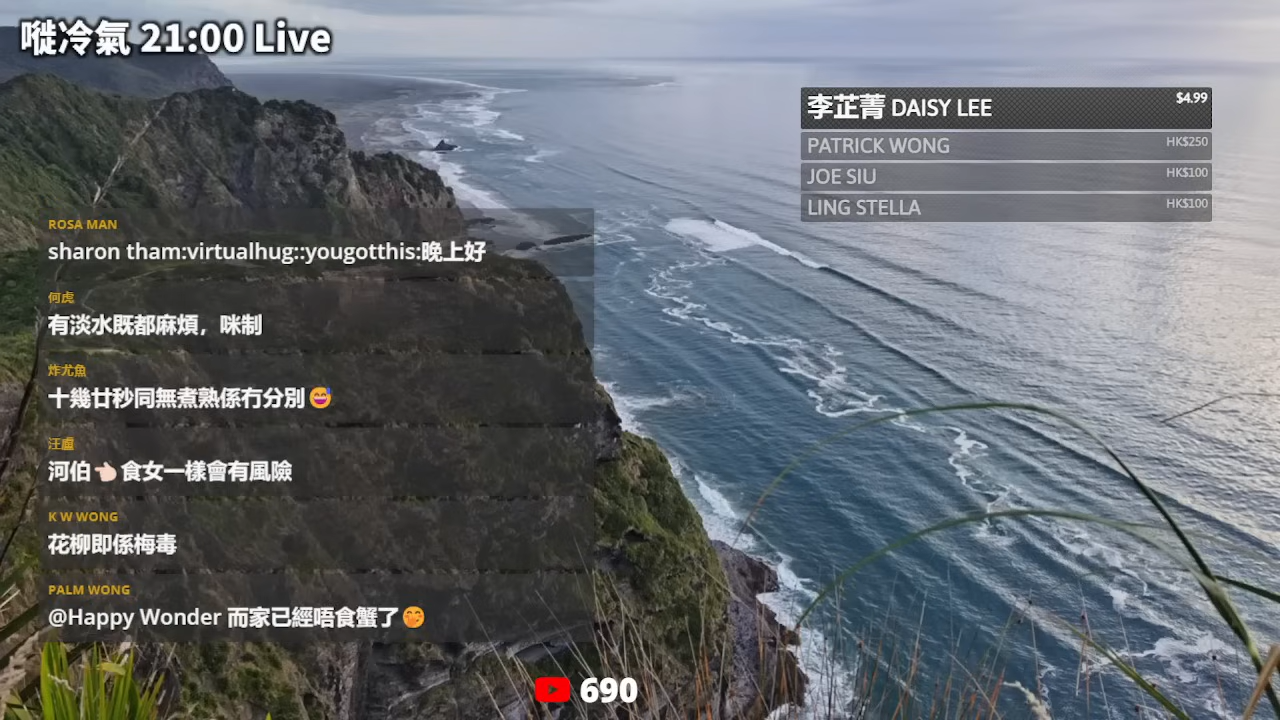 嘥冷氣 21:00 Live
李芷菁 DAISY LEE $4.99
PATRICK WONG HK$250
JOE SIU HK$100
LING STELLA HK$100
ROSA MAN
sharon tham:virtualhug::yougotthis:晚上好
何虎
有淡水既都麻煩，咪制
炸尤魚
十幾廿秒同無煮熟係冇分別😅
汪盧
河伯👈🏻食女一樣會有風險
K W WONG
花柳即係梅毒
PALM WONG
@Happy Wonder 而家已經唔食蟹了🤭
690